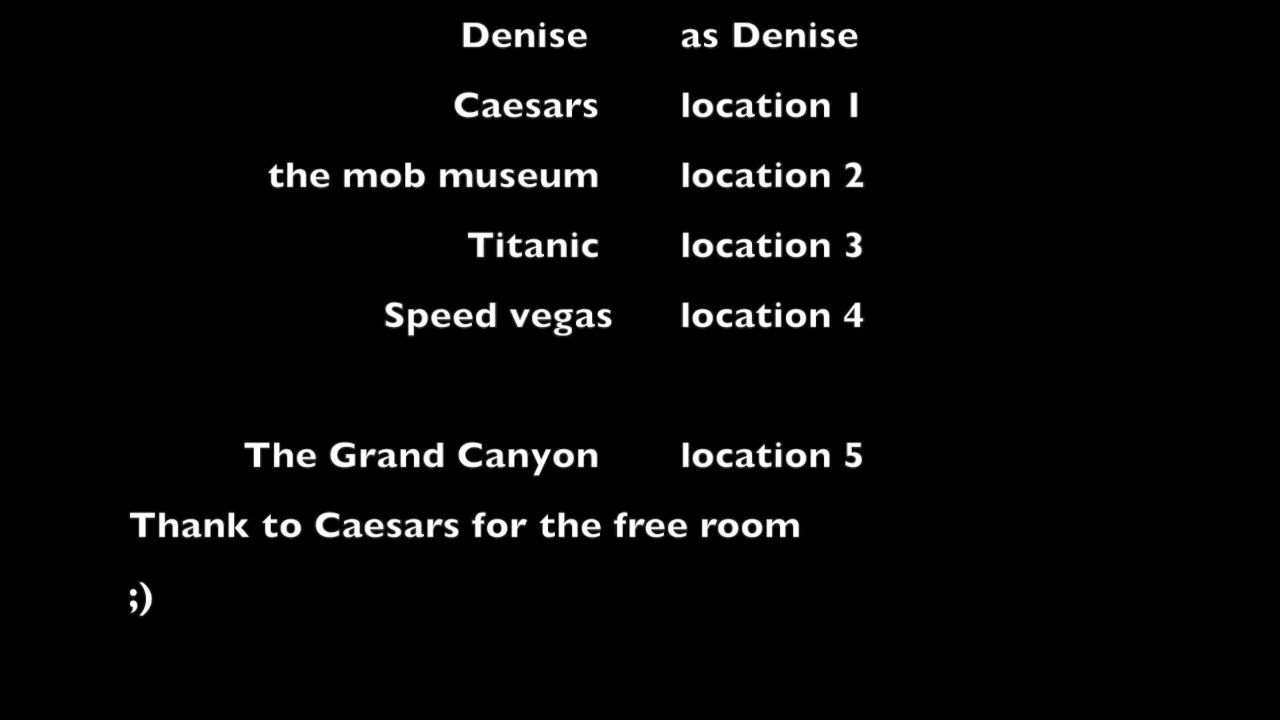 Denise as Denise
Caesars location 1
the mob museum location 2
Titanic location 3
Speed vegas location 4
The Grand Canyon location 5
Thank to Caesars for the free room
;)